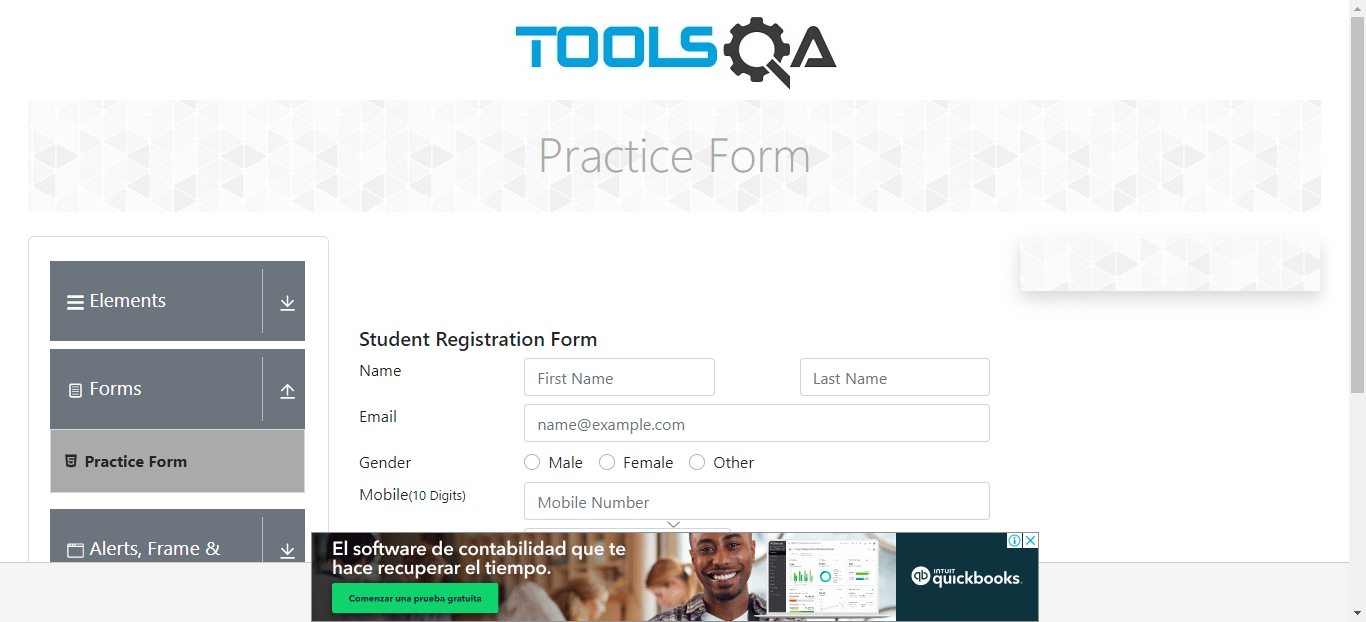 TOOLSQA
Practice Form
Elements
Forms
Practice Form
Alerts, Frame &
Student Registration Form
Name
First Name
Last Name
Email
name@example.com
Gender
Male
Female
Other
Mobile(10 Digits)
Mobile Number
El software de contabilidad que te
hace recuperar el tiempo.
Comenzar una prueba gratuita
INTUIT
quickbooks.